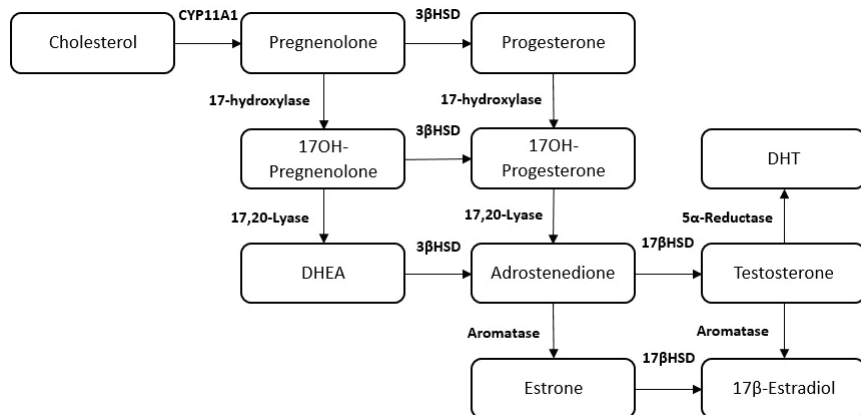 CYP11A1
3βHSD
Cholesterol
Pregnenolone
Progesterone
17-hydroxylase
17-hydroxylase
3βHSD
17OH-
Pregnenolone
17OH-
Progesterone
DHT
17,20-Lyase
17,20-Lyase
5α-Reductase
3βHSD
17βHSD
DHEA
Adrostenedione
Testosterone
Aromatase
Aromatase
17βHSD
Estrone
17β-Estradiol